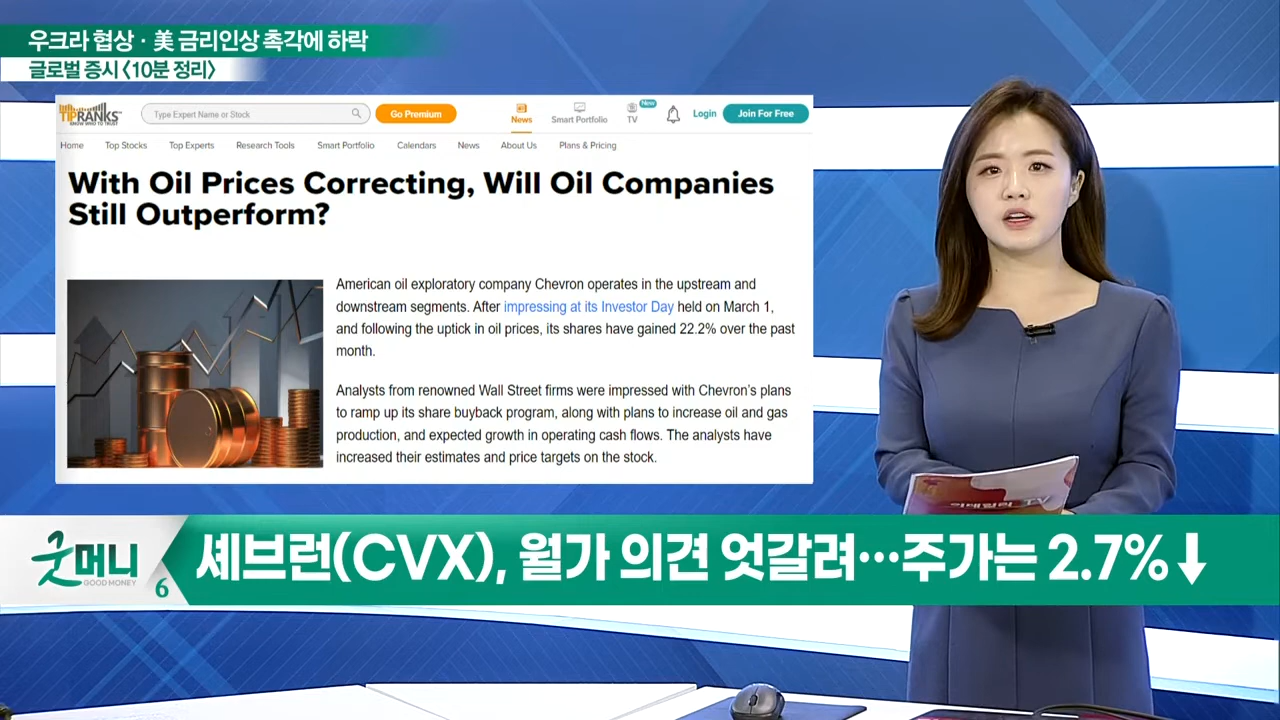 우크라 협상 · 美 금리인상 촉각에 하락
글로벌 증시 <10분 정리>
TIPRANKS
KNOW WHO TO TRUST
Type Expert Name or Stock
Go Premium
News
Smart Portfolio
TV
New
Login
Join For Free
Home Top Stocks Top Experts Research Tools Smart Portfolio Calendars News About Us Plans & Pricing
With Oil Prices Correcting, Will Oil Companies
Still Outperform?
American oil exploratory company Chevron operates in the upstream and
downstream segments. After impressing at its Investor Day held on March 1,
and following the uptick in oil prices, its shares have gained 22.2% over the past
month.
Analysts from renowned Wall Street firms were impressed with Chevron's plans
to ramp up its share buyback program, along with plans to increase oil and gas
production, and expected growth in operating cash flows. The analysts have
increased their estimates and price targets on the stock.
굿머니
GOOD MONEY
6
셰브런(CVX), 월가 의견 엇갈려…주가는 2.7%↓